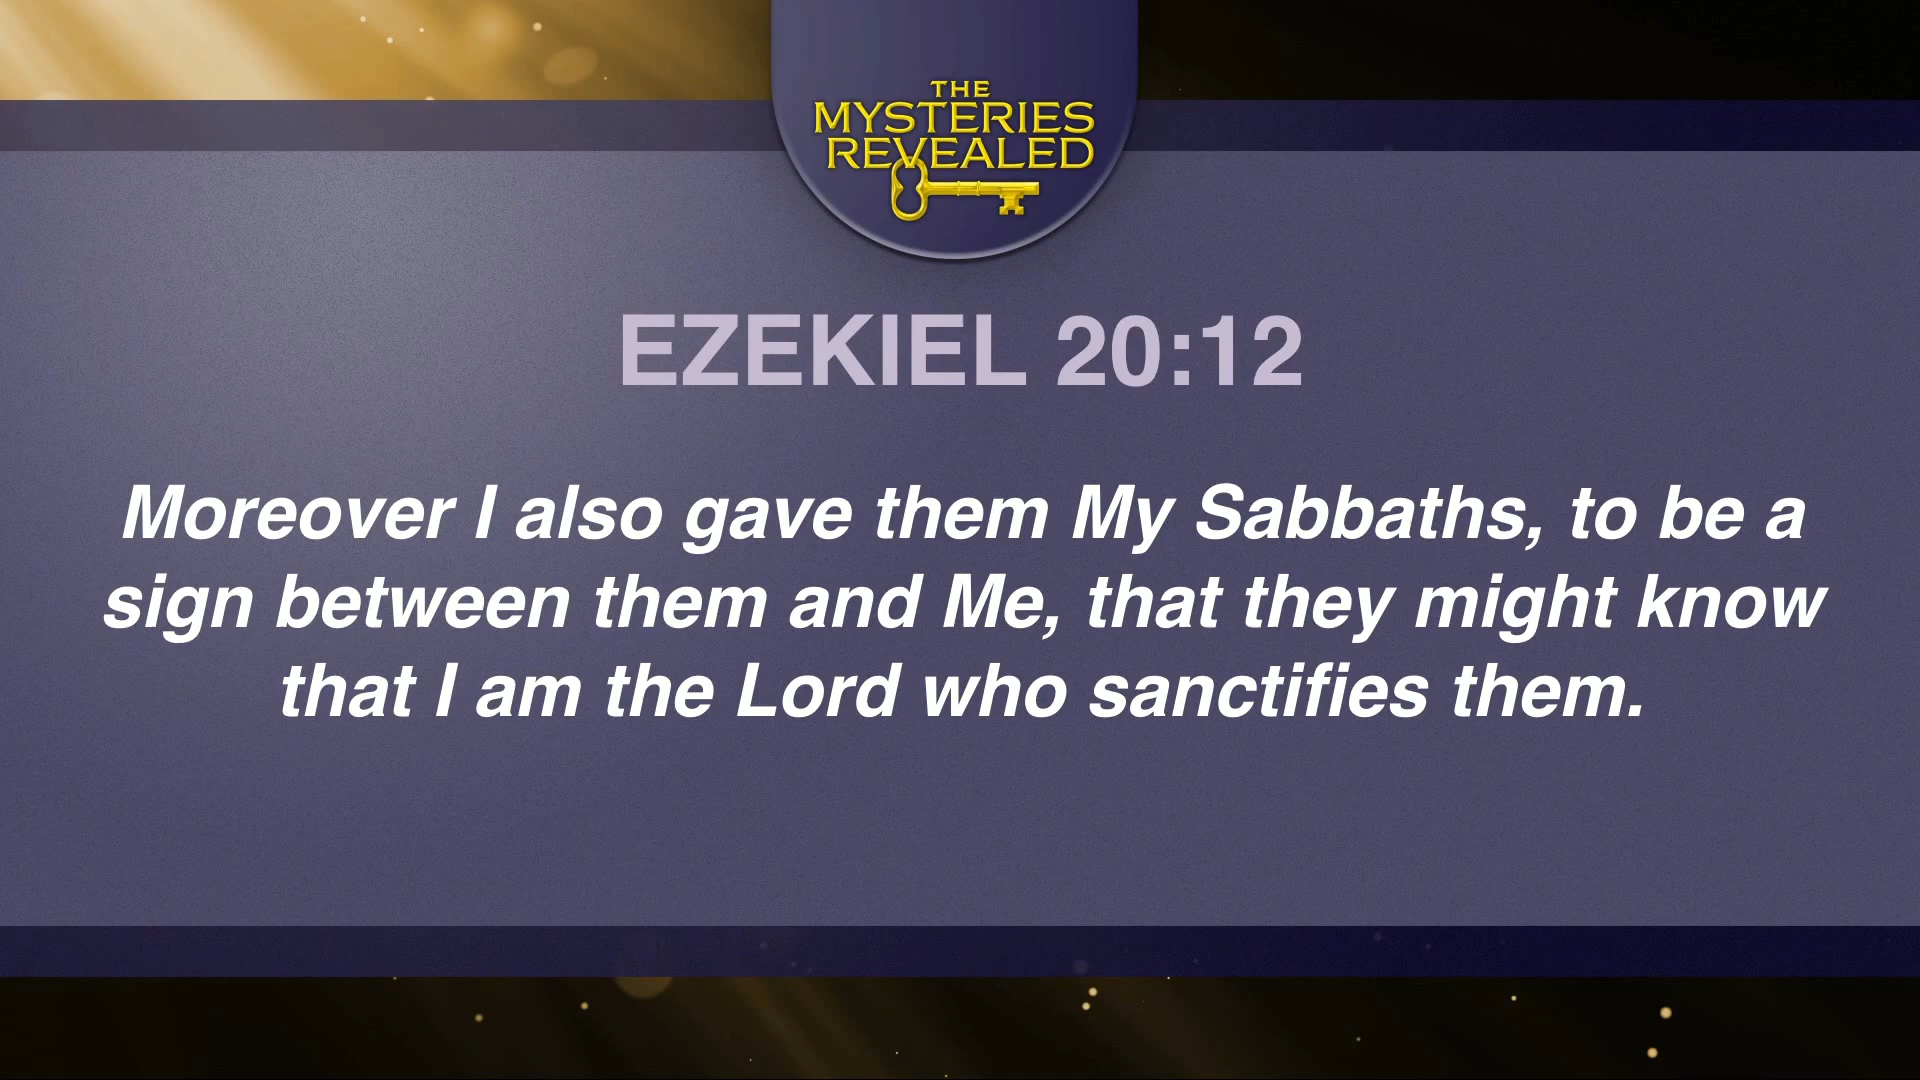 THE
MYSTERIES
REVEALED
EZEKIEL 20:12
Moreover I also gave them My Sabbaths, to be a
sign between them and Me, that they might know
that I am the Lord who sanctifies them.